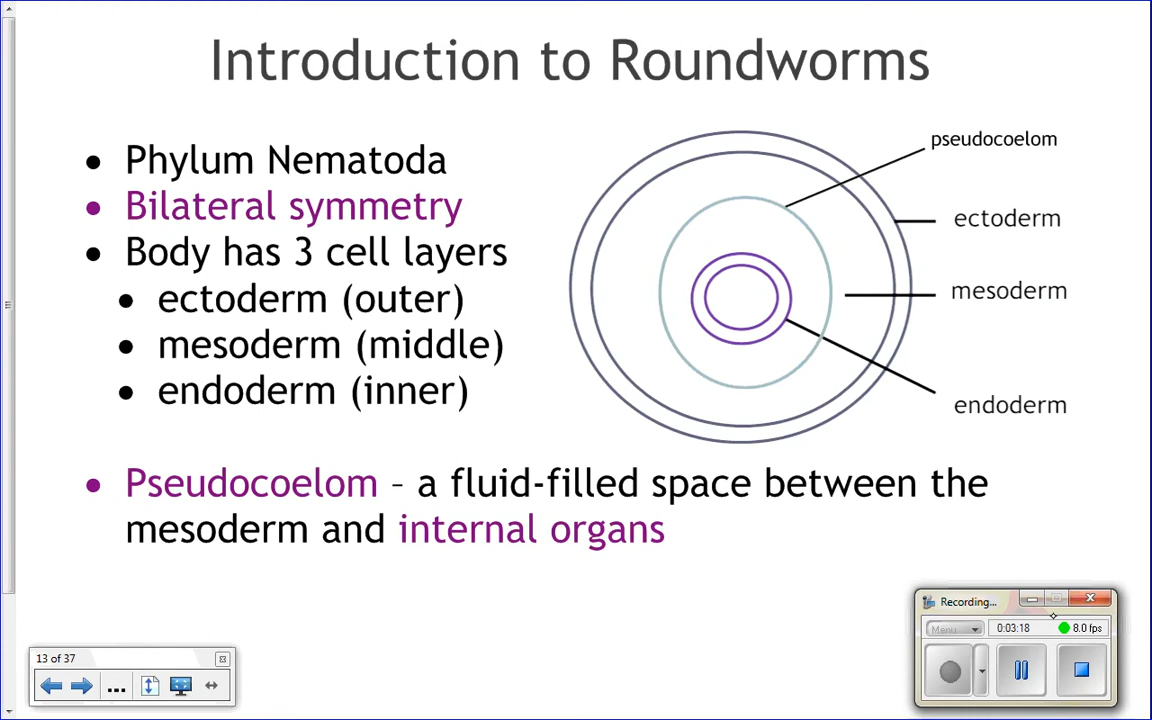 Introduction to Roundworms
• Phylum Nematoda
• Bilateral symmetry
• Body has 3 cell layers
• ectoderm (outer)
• mesoderm (middle)
• endoderm (inner)
pseudocoelom
ectoderm
mesoderm
endoderm
• Pseudocoelom – a fluid-filled space between the
mesoderm and internal organs
13 of 37
Recording...
Menu
0:03:18
8.0 fps